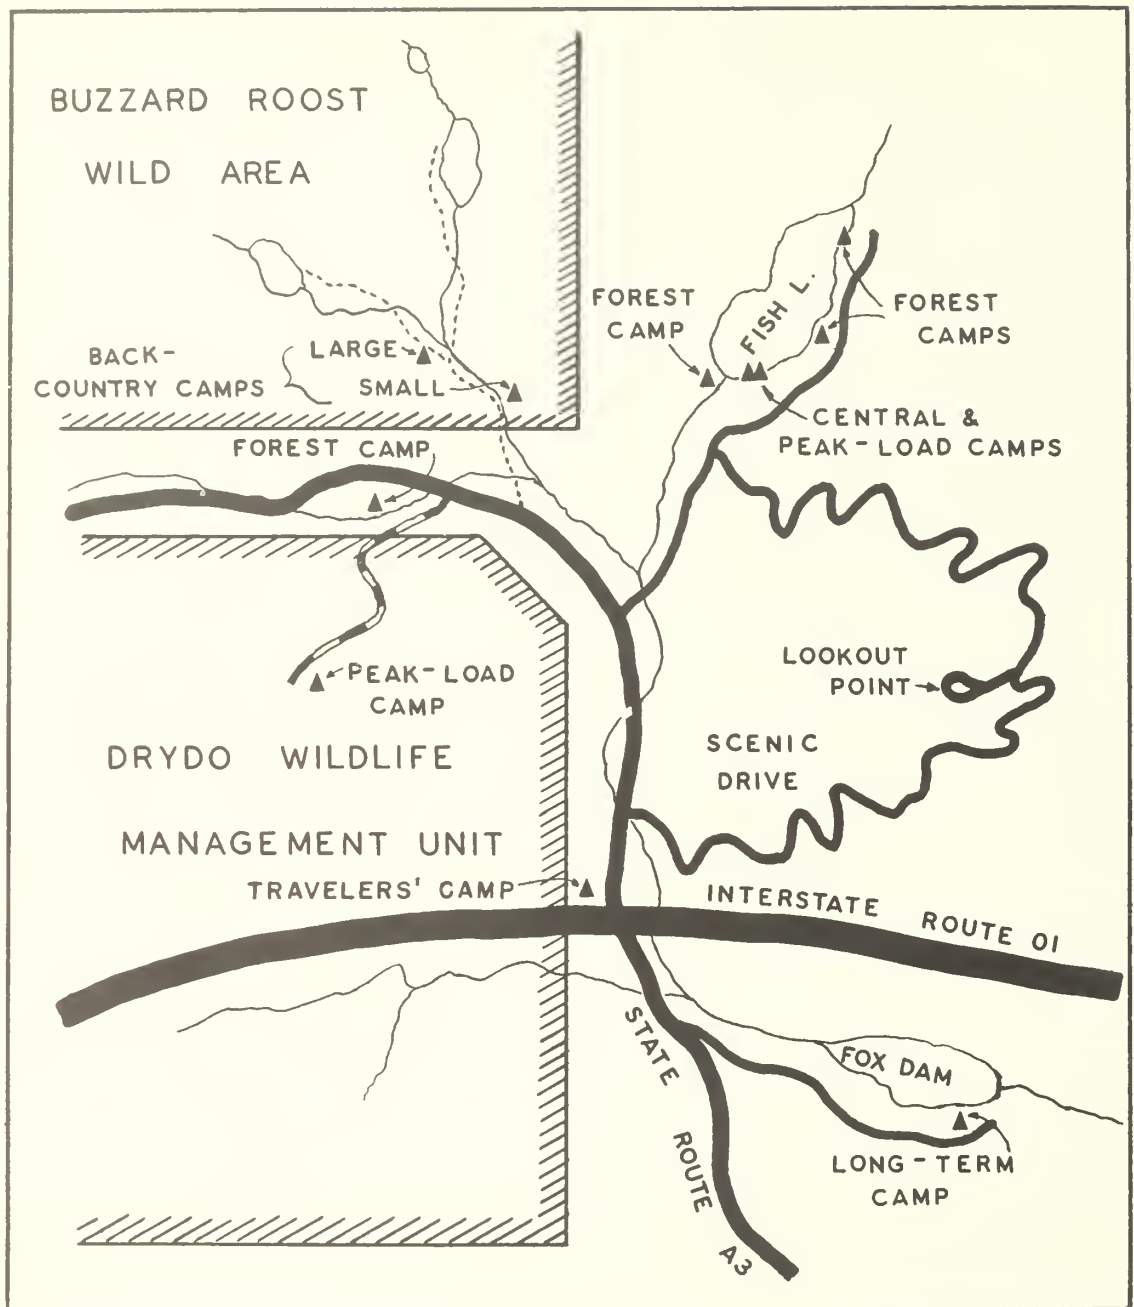 BUZZARD ROOST
WILD AREA
FOREST
CAMP
FISH L.
FOREST
CAMPS
BACK-
COUNTRY CAMPS
LARGE
SMALL
CENTRAL &
PEAK-LOAD CAMPS
FOREST CAMP
LOOKOUT
POINT
PEAK-LOAD
CAMP
SCENIC
DRIVE
DRYDO WILDLIFE
MANAGEMENT UNIT
TRAVELERS' CAMP
INTERSTATE ROUTE 01
STATE ROUTE A3
FOX DAM
LONG-TERM
CAMP